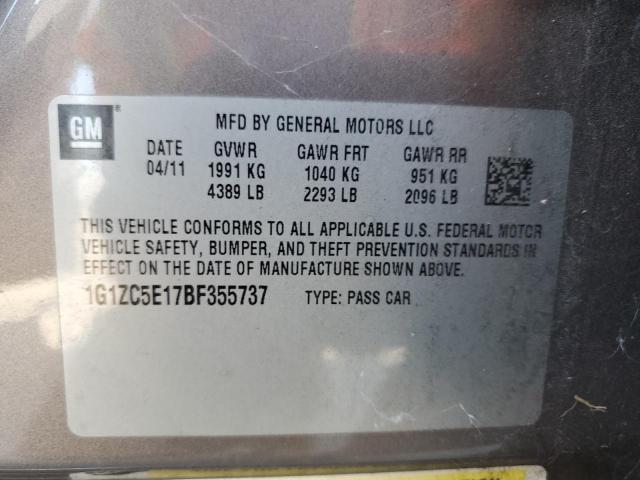 GM®
MFD BY GENERAL MOTORS LLC
DATE GVWR GAWR FRT GAWR RR
04/11 1991 KG 1040 KG 951 KG
4389 LB 2293 LB 2096 LB
THIS VEHICLE CONFORMS TO ALL APPLICABLE U.S. FEDERAL MOTOR
VEHICLE SAFETY, BUMPER, AND THEFT PREVENTION STANDARDS IN
EFFECT ON THE DATE OF MANUFACTURE SHOWN ABOVE.
1G1ZC5E17BF355737 TYPE: PASS CAR